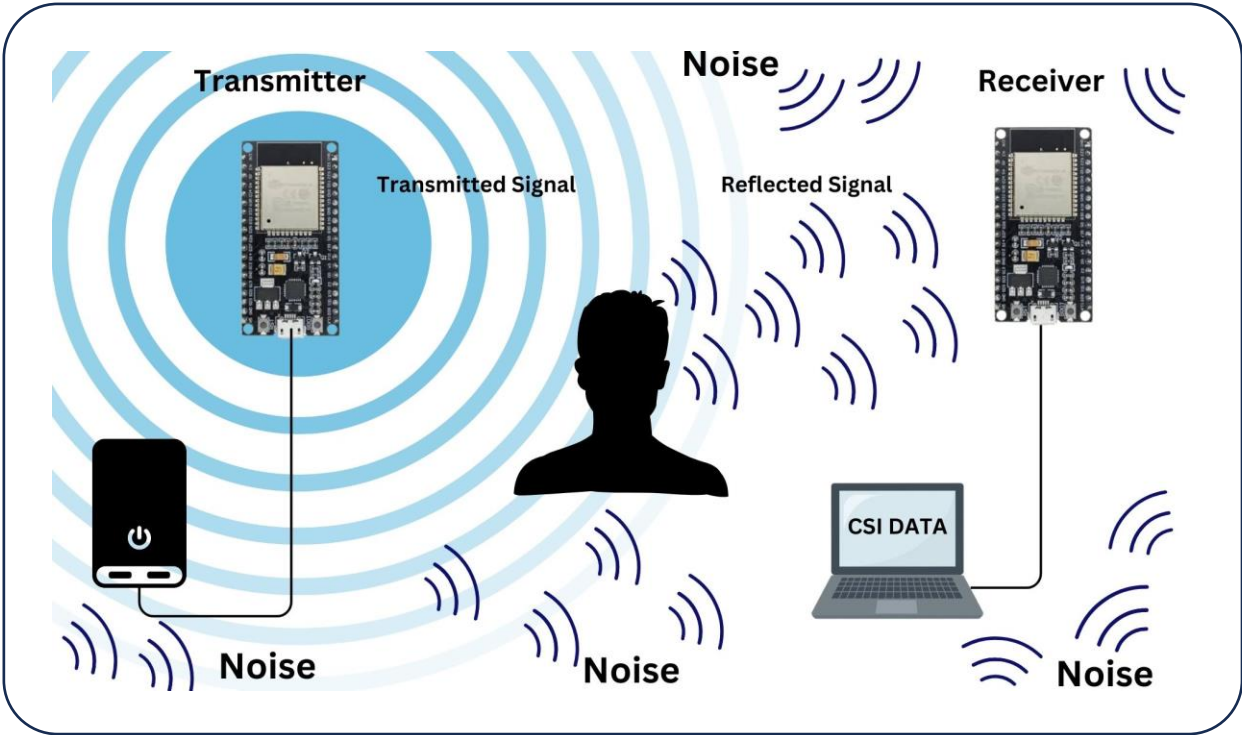 Noise
Transmitter
Receiver
Transmitted Signal
Reflected Signal
CSI DATA
Noise
Noise
Noise